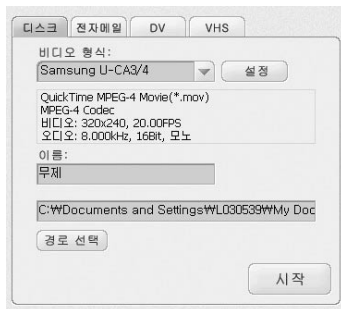 디스크 전자메일 DV VHS
비디오 형식:
Samsung U-CA3/4 설정
QuickTime MPEG-4 Movie(*.mov)
MPEG-4 Codec
비디오: 320x240, 20.00FPS
오디오: 8.000kHz, 16Bit, 모노
이름:
무제
C:₩Documents and Settings₩L030539₩My Doc
경로 선택
시작